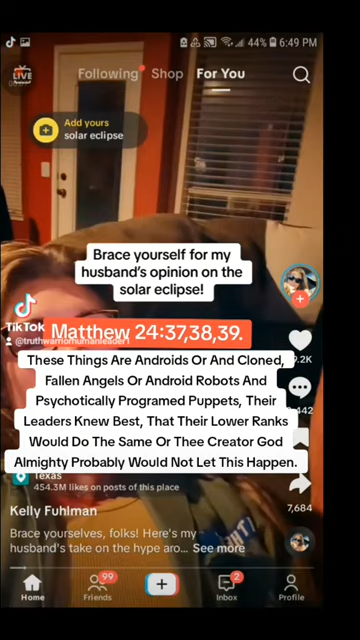 44% 6:49 PM
LIVE Following Shop For You
Add yours
solar eclipse
Brace yourself for my
husband's opinion on the
solar eclipse!
TikTok
@truthwarriorhumanleader1
Matthew 24:37,38,39.
These Things Are Androids Or And Cloned,
Fallen Angels Or Android Robots And
Psychotically Programed Puppets, Their
Leaders Knew Best, That Their Lower Ranks
Would Do The Same Or Thee Creator God
Almighty Probably Would Not Let This Happen.
Texas
454.3M likes on posts of this place
7,684
Kelly Fuhlman
Brace yourselves, folks! Here's my
husband's take on the hype aro... See more
99
2
Home Friends Inbox Profile